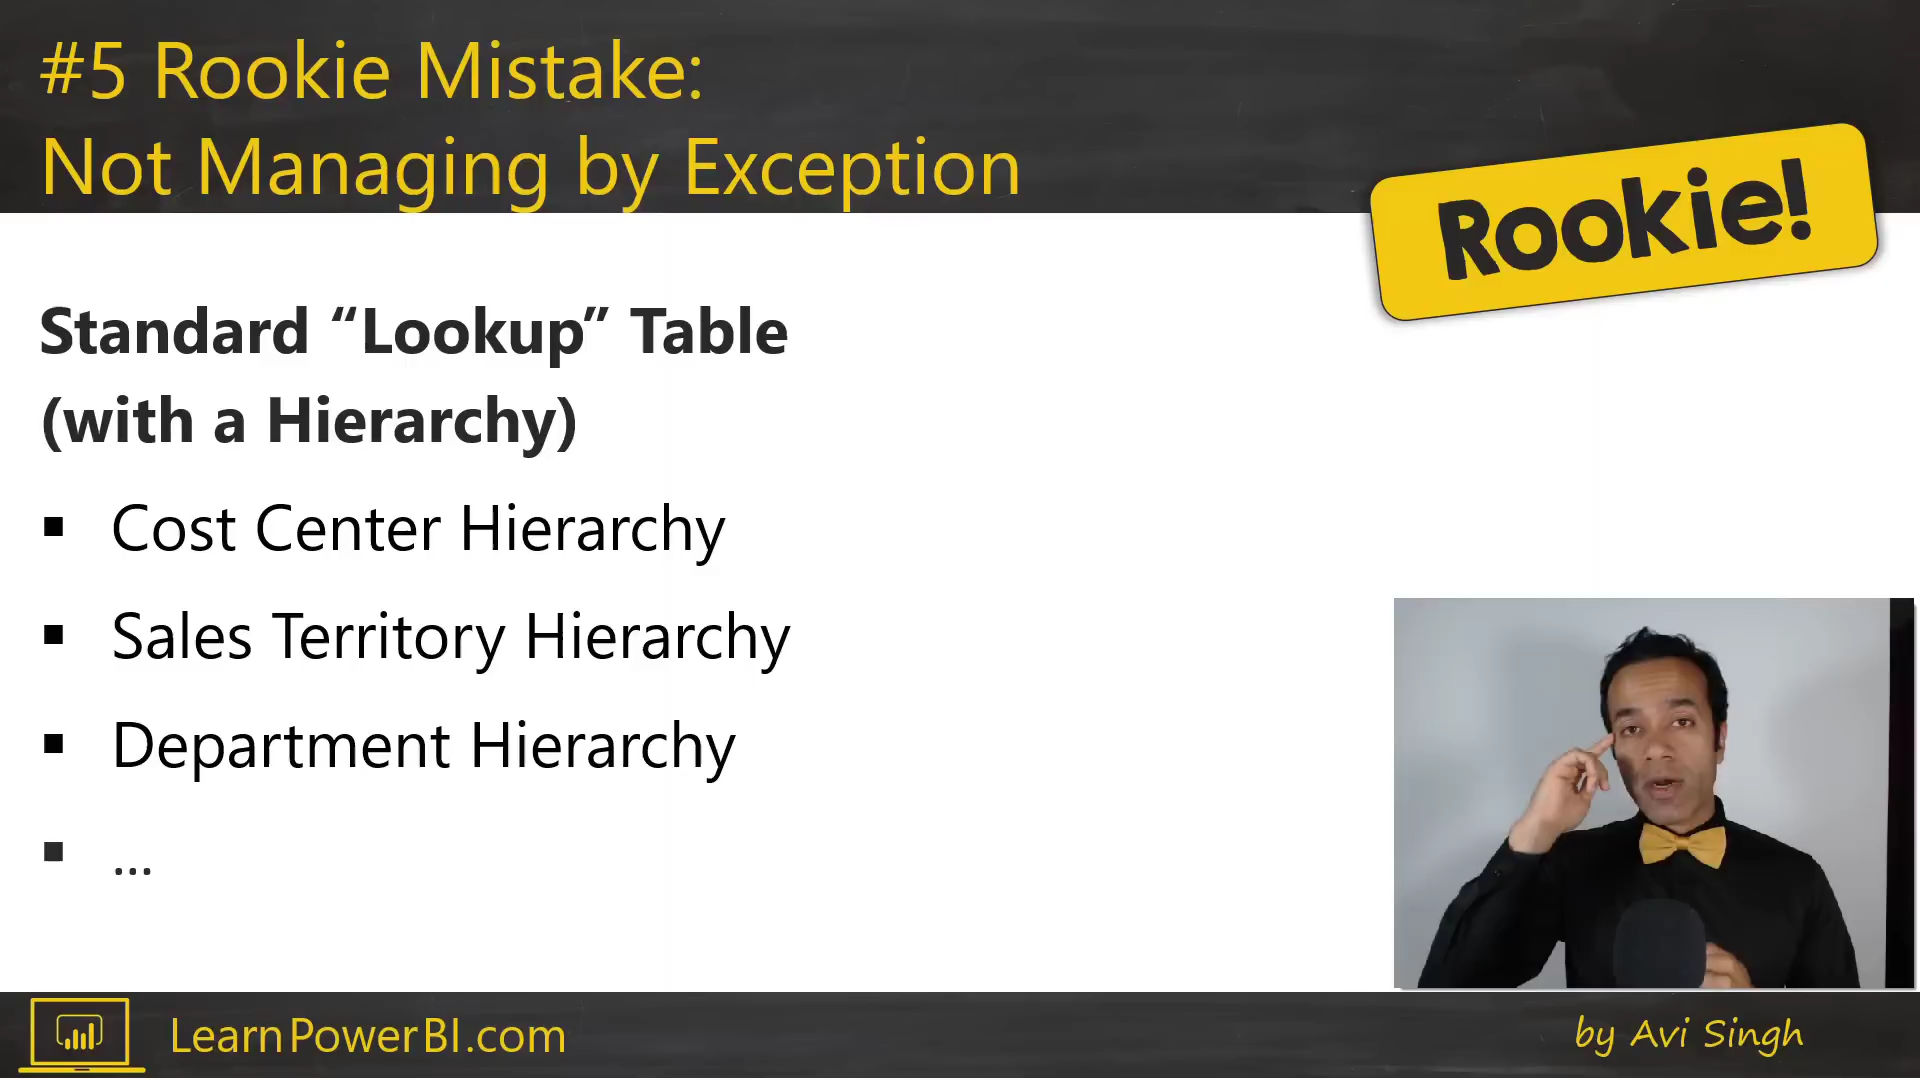 #5 Rookie Mistake:
Not Managing by Exception
Rookie!
Standard “Lookup” Table
(with a Hierarchy)
▪ Cost Center Hierarchy
▪ Sales Territory Hierarchy
▪ Department Hierarchy
▪ ...
LearnPowerBI.com
by Avi Singh